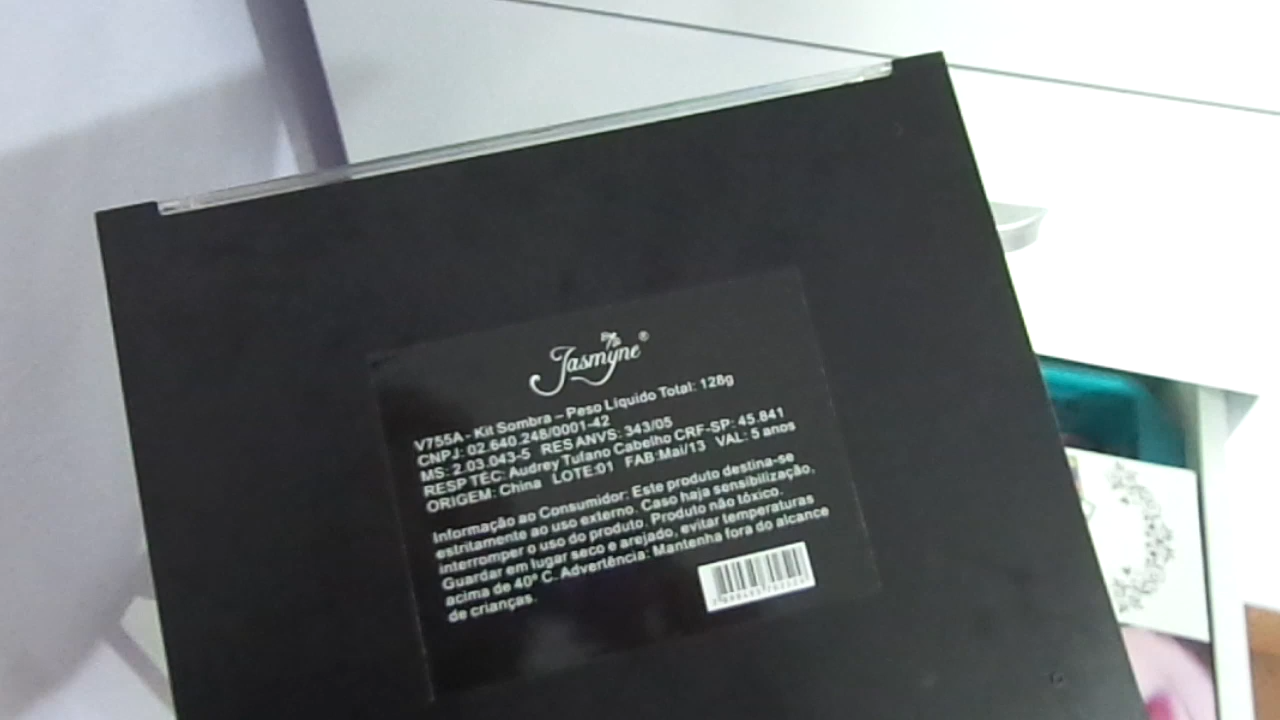 Jasmyne®
V755A - Kit Sombra – Peso Líquido Total: 128g
CNPJ: 02.640.248/0001-42
MS: 2.03.043-5 RES ANVS: 343/05
RESP TEC: Audrey Tufano Cabelho CRF-SP: 45.841
ORIGEM: China LOTE:01 FAB:Mai/13 VAL: 5 anos
Informação ao Consumidor: Este produto destina-se
estritamente ao uso externo. Caso haja sensibilização,
interromper o uso do produto. Produto não tóxico.
Guardar em lugar seco e arejado, evitar temperaturas
acima de 40º C. Advertência: Mantenha fora do alcance
de crianças.